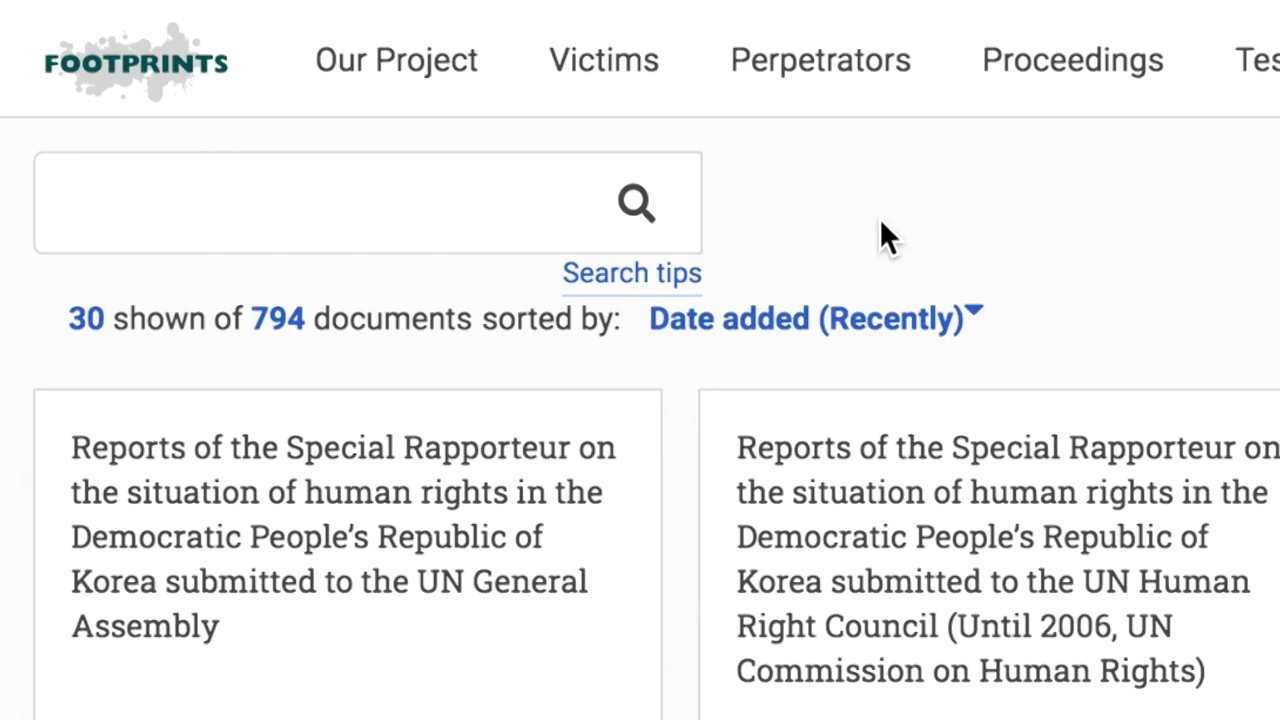 FOOTPRINTS
Our Project Victims Perpetrators Proceedings
Search tips
30 shown of 794 documents sorted by: Date added (Recently)
Reports of the Special Rapporteur on
the situation of human rights in the
Democratic People’s Republic of
Korea submitted to the UN General
Assembly
Reports of the Special Rapporteur on
the situation of human rights in the
Democratic People’s Republic of
Korea submitted to the UN Human
Right Council (Until 2006, UN
Commission on Human Rights)